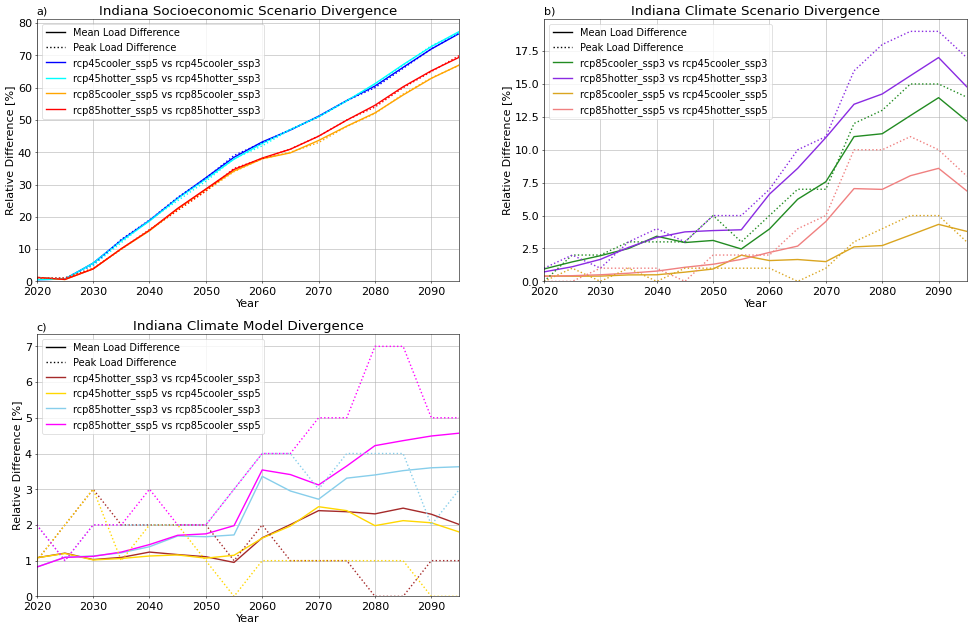 a)
Indiana Socioeconomic Scenario Divergence
Mean Load Difference
Peak Load Difference
rcp45cooler_ssp5 vs rcp45cooler_ssp3
rcp45hotter_ssp5 vs rcp45hotter_ssp3
rcp85cooler_ssp5 vs rcp85cooler_ssp3
rcp85hotter_ssp5 vs rcp85hotter_ssp3
Relative Difference [%]
80
70
60
50
40
30
20
10
0
2020 2030 2040 2050 2060 2070 2080 2090
Year
b)
Indiana Climate Scenario Divergence
Mean Load Difference
Peak Load Difference
rcp85cooler_ssp3 vs rcp45cooler_ssp3
rcp85hotter_ssp3 vs rcp45hotter_ssp3
rcp85cooler_ssp5 vs rcp45cooler_ssp5
rcp85hotter_ssp5 vs rcp45hotter_ssp5
Relative Difference [%]
17.5
15.0
12.5
10.0
7.5
5.0
2.5
0.0
2020 2030 2040 2050 2060 2070 2080 2090
Year
c)
Indiana Climate Model Divergence
Mean Load Difference
Peak Load Difference
rcp45hotter_ssp3 vs rcp45cooler_ssp3
rcp45hotter_ssp5 vs rcp45cooler_ssp5
rcp85hotter_ssp3 vs rcp85cooler_ssp3
rcp85hotter_ssp5 vs rcp85cooler_ssp5
Relative Difference [%]
7
6
5
4
3
2
1
0
2020 2030 2040 2050 2060 2070 2080 2090
Year